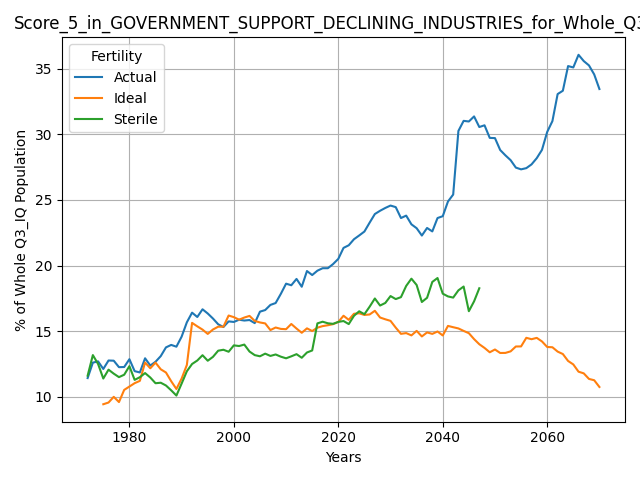 Score_5_in_GOVERNMENT_SUPPORT_DECLINING_INDUSTRIES_for_Whole_Q3
Fertility
Actual
Ideal
Sterile
% of Whole Q3_IQ Population
35
30
25
20
15
10
1980 2000 2020 2040 2060
Years